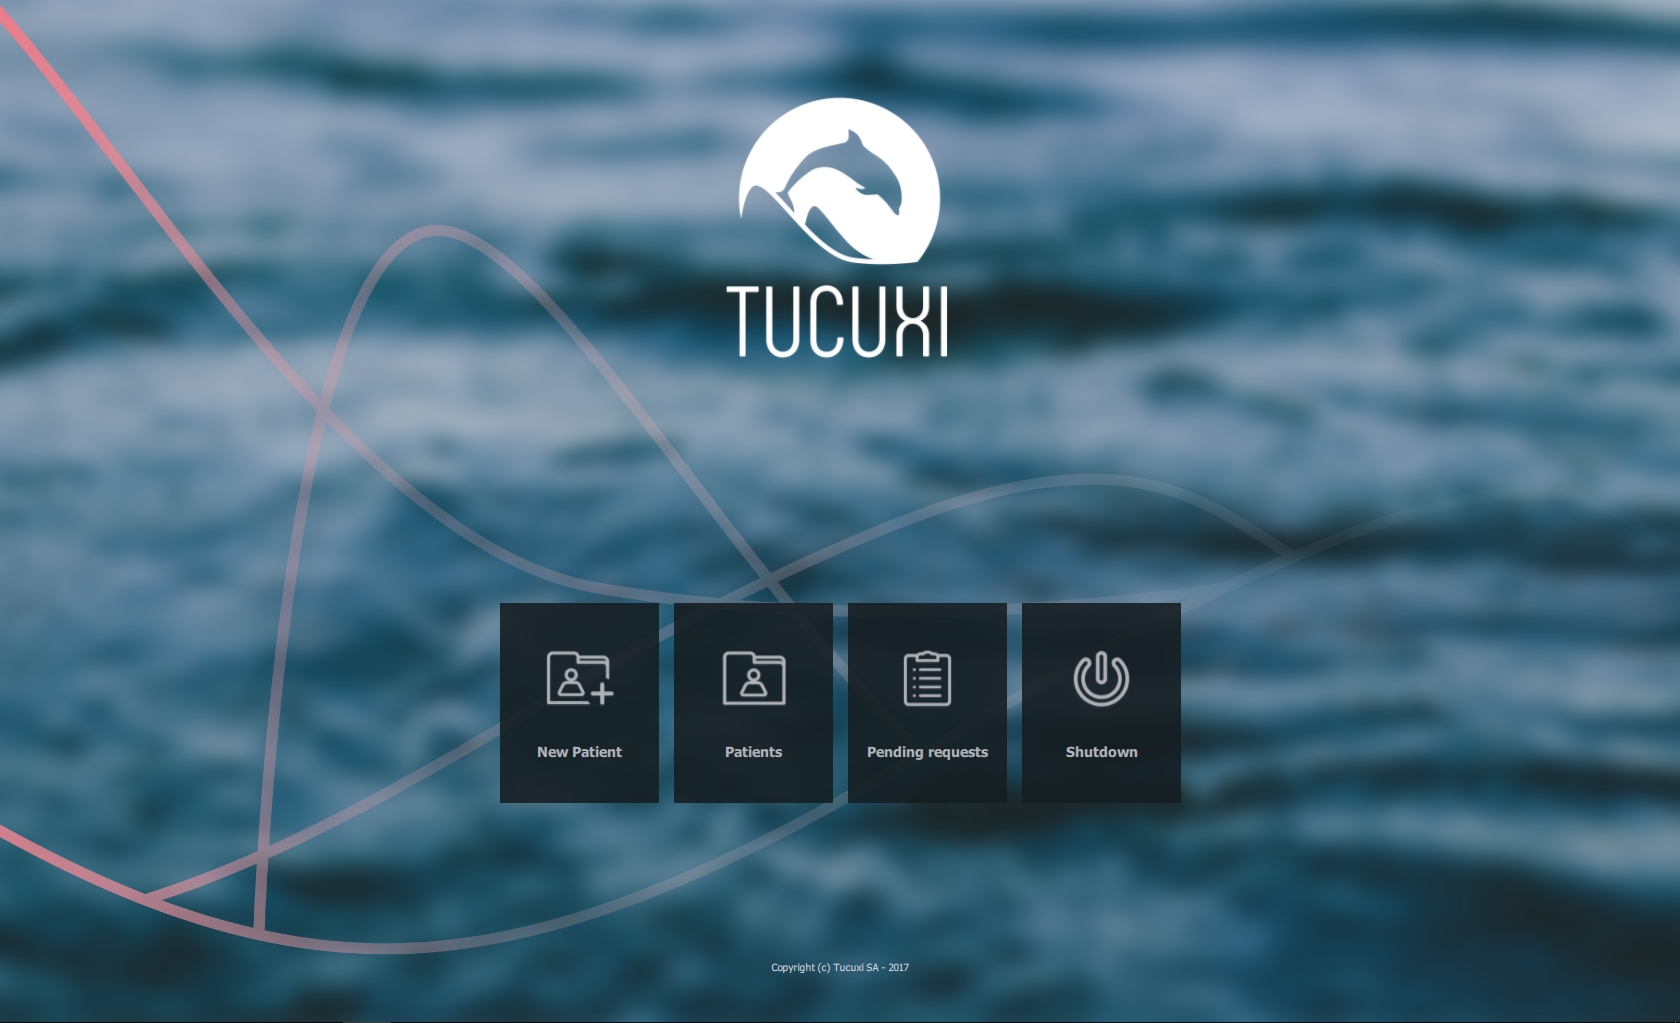 TUCUXI
New Patient
Patients
Pending requests
Shutdown
Copyright (c) Tucuxi SA - 2017